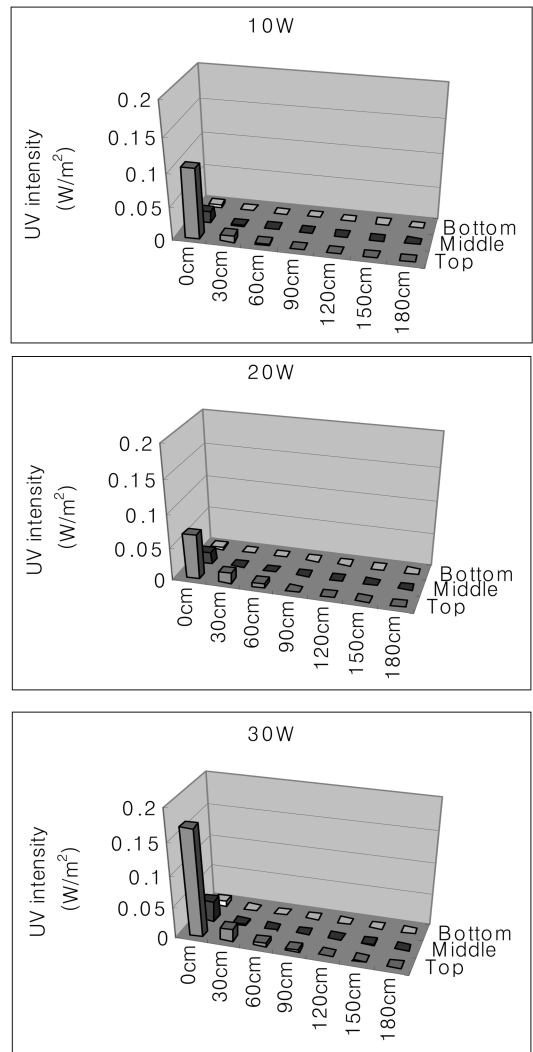 10W
UV intensity
(W/m²)
0.2
0.15
0.1
0.05
0
0cm
30cm
60cm
90cm
120cm
150cm
180cm
Bottom
Middle
Top
20W
UV intensity
(W/m²)
0.2
0.15
0.1
0.05
0
0cm
30cm
60cm
90cm
120cm
150cm
180cm
Bottom
Middle
Top
30W
UV intensity
(W/m²)
0.2
0.15
0.1
0.05
0
0cm
30cm
60cm
90cm
120cm
150cm
180cm
Bottom
Middle
Top